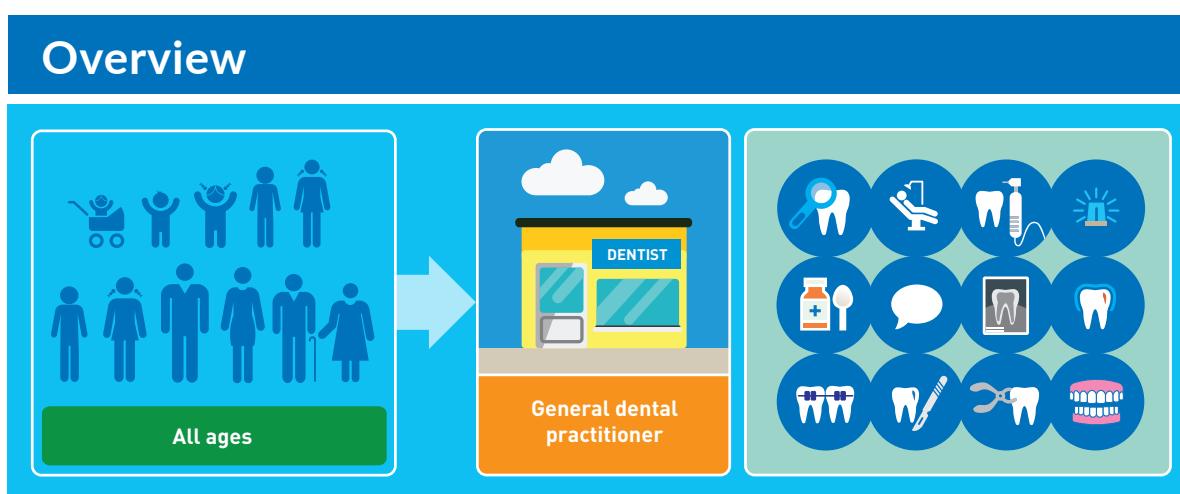 Overview
DENTIST
All ages
General dental
practitioner